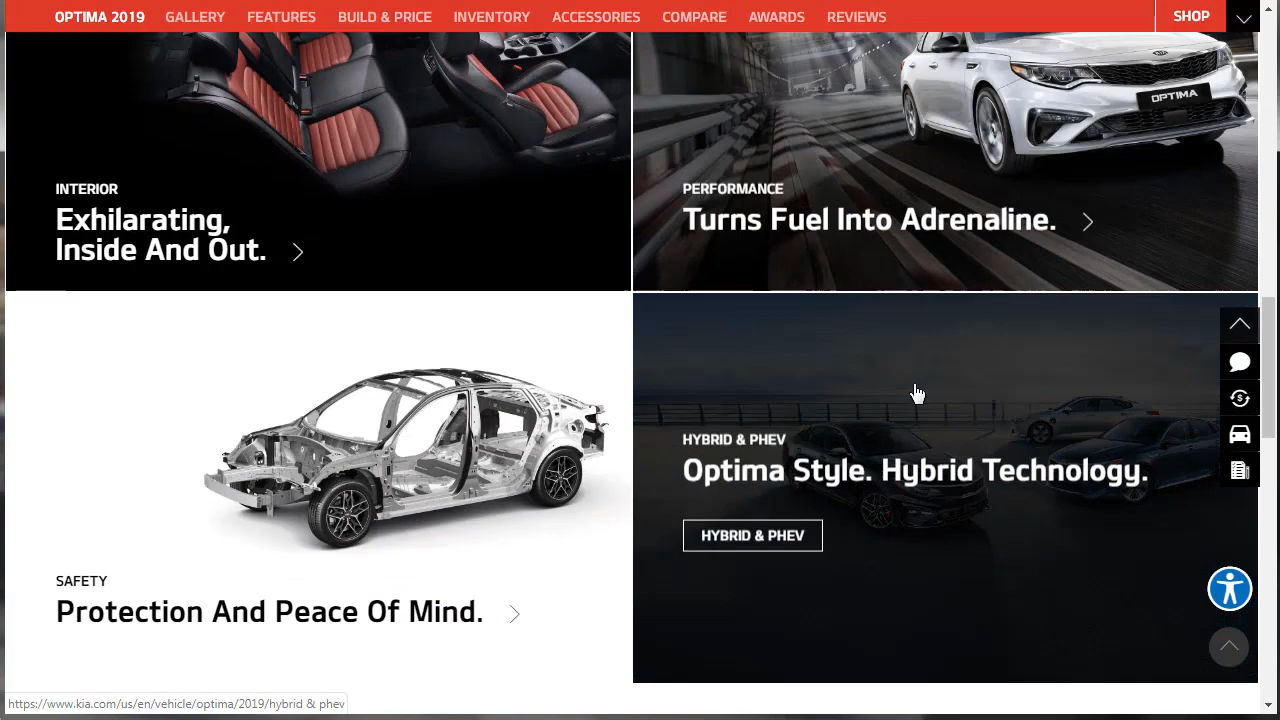 OPTIMA 2019 GALLERY FEATURES BUILD & PRICE INVENTORY ACCESSORIES COMPARE AWARDS REVIEWS SHOP
KIA
OPTIMA
INTERIOR
Exhilarating,
Inside And Out.
PERFORMANCE
Turns Fuel Into Adrenaline.
SAFETY
Protection And Peace Of Mind.
HYBRID & PHEV
Optima Style. Hybrid Technology.
HYBRID & PHEV
https://www.kia.com/us/en/vehicle/optima/2019/hybrid & phev